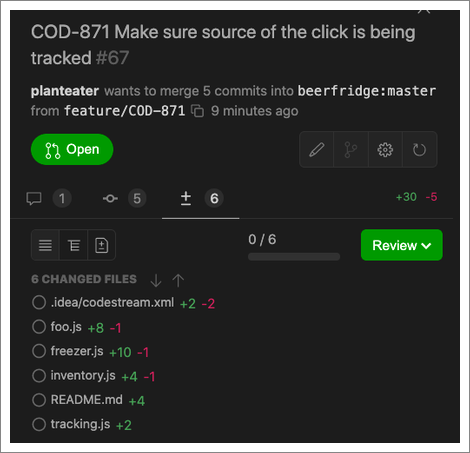 COD-871 Make sure source of the click is being
tracked #67
planteater wants to merge 5 commits into beerfridge:master
from feature/COD-871 9 minutes ago
Open
1 5 6 +30 -5
0 / 6 Review
6 CHANGED FILES
.idea/codestream.xml +2 -2
foo.js +8 -1
freezer.js +10 -1
inventory.js +4 -1
README.md +4
tracking.js +2